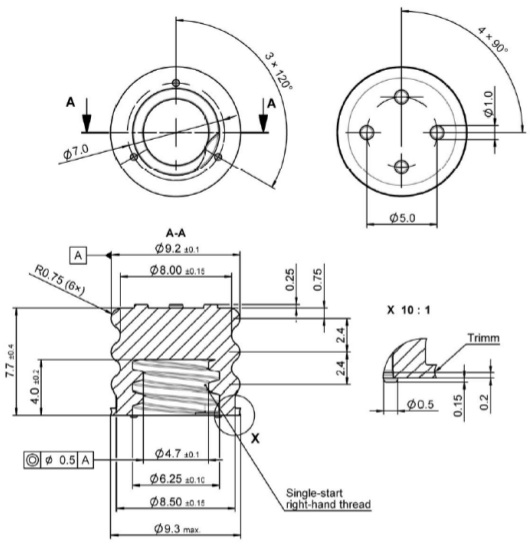 3 × 120°
4 × 90°
A
A
Ø1.0
Ø7.0
Ø5.0
A-A
A
Ø9.2 ±0.1
R0.75 (6×)
Ø8.00 ±0.15
0.25
0.75
X 10 : 1
2.4
Trimm
7.7 ±0.4
4.0 ±0.2
2.4
Ø0.5
0.15
0.2
X
◎ ø 0.5 A
Ø4.7 ±0.1
Ø6.25 ±0.10
Single-start
right-hand thread
Ø8.50 ±0.15
Ø9.3 max.